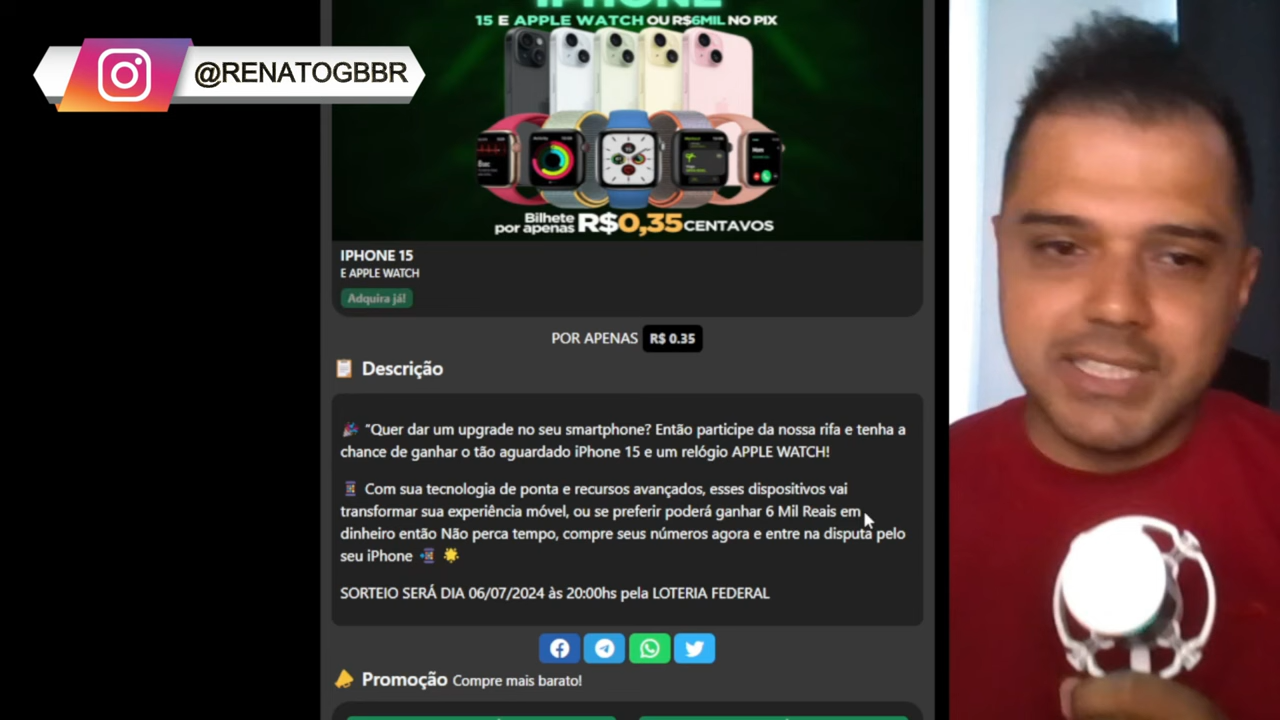 IPHONE
15 E APPLE WATCH OU R$6MIL NO PIX
@RENATOGBBR
Bilhete
por apenas R$0,35 CENTAVOS
IPHONE 15
E APPLE WATCH
Adquira já!
POR APENAS R$ 0.35
Descrição
"Quer dar um upgrade no seu smartphone? Então participe da nossa rifa e tenha a
chance de ganhar o tão aguardado iPhone 15 e um relógio APPLE WATCH!
Com sua tecnologia de ponta e recursos avançados, esses dispositivos vai
transformar sua experiência móvel, ou se preferir poderá ganhar 6 Mil Reais em
dinheiro então Não perca tempo, compre seus números agora e entre na disputa pelo
seu iPhone
SORTEIO SERÁ DIA 06/07/2024 às 20:00hs pela LOTERIA FEDERAL
Promoção Compre mais barato!